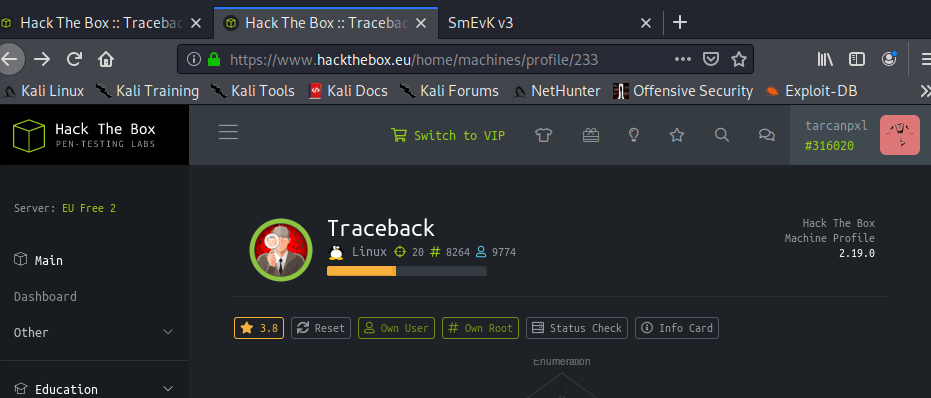 Hack The Box :: Tracebac
Hack The Box :: Tracebac
SmEvK v3
https://www.hackthebox.eu/home/machines/profile/233
Kali Linux
Kali Training
Kali Tools
Kali Docs
Kali Forums
NetHunter
Offensive Security
Exploit-DB
Hack The Box
PEN-TESTING LABS
Switch to VIP
tarcanpxl
#316020
Server: EU Free 2
Main
Dashboard
Other
Education
Traceback
Linux 20 # 8264 9774
Hack The Box
Machine Profile
2.19.0
3.8
Reset
Own User
# Own Root
Status Check
Info Card
Enumeration